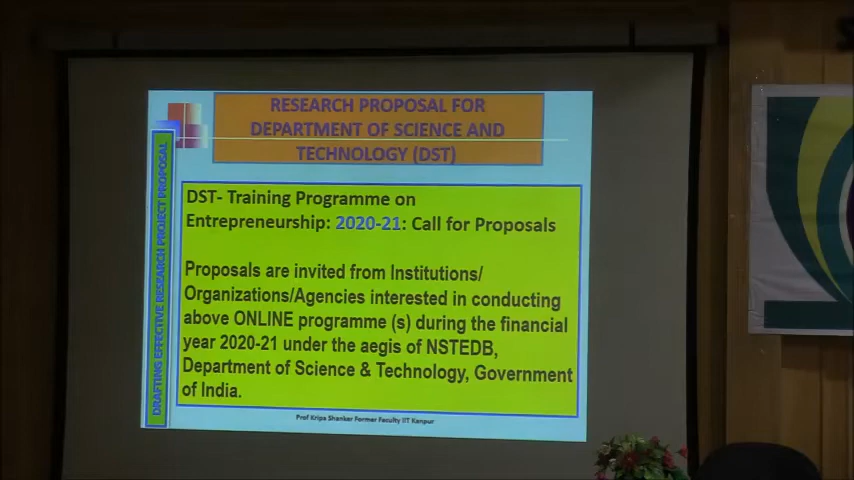 RESEARCH PROPOSAL FOR
DEPARTMENT OF SCIENCE AND
TECHNOLOGY (DST)
DRAFTING EFFECTIVE RESEARCH PROJECT PROPOSAL
DST- Training Programme on
Entrepreneurship: 2020-21: Call for Proposals
Proposals are invited from Institutions/
Organizations/Agencies interested in conducting
above ONLINE programme (s) during the financial
year 2020-21 under the aegis of NSTEDB,
Department of Science & Technology, Government
of India.
Prof Kripa Shanker Former Faculty IIT Kanpur